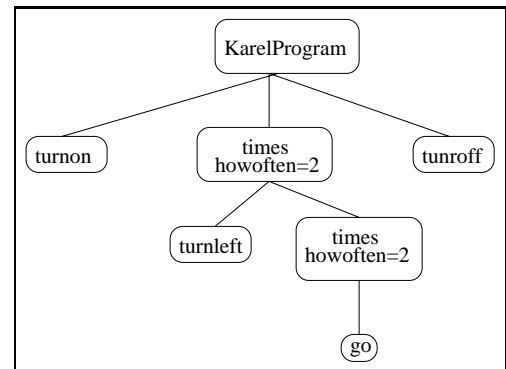 KarelProgram
turnon
times
howoften=2
tunroff
turnleft
times
howoften=2
go